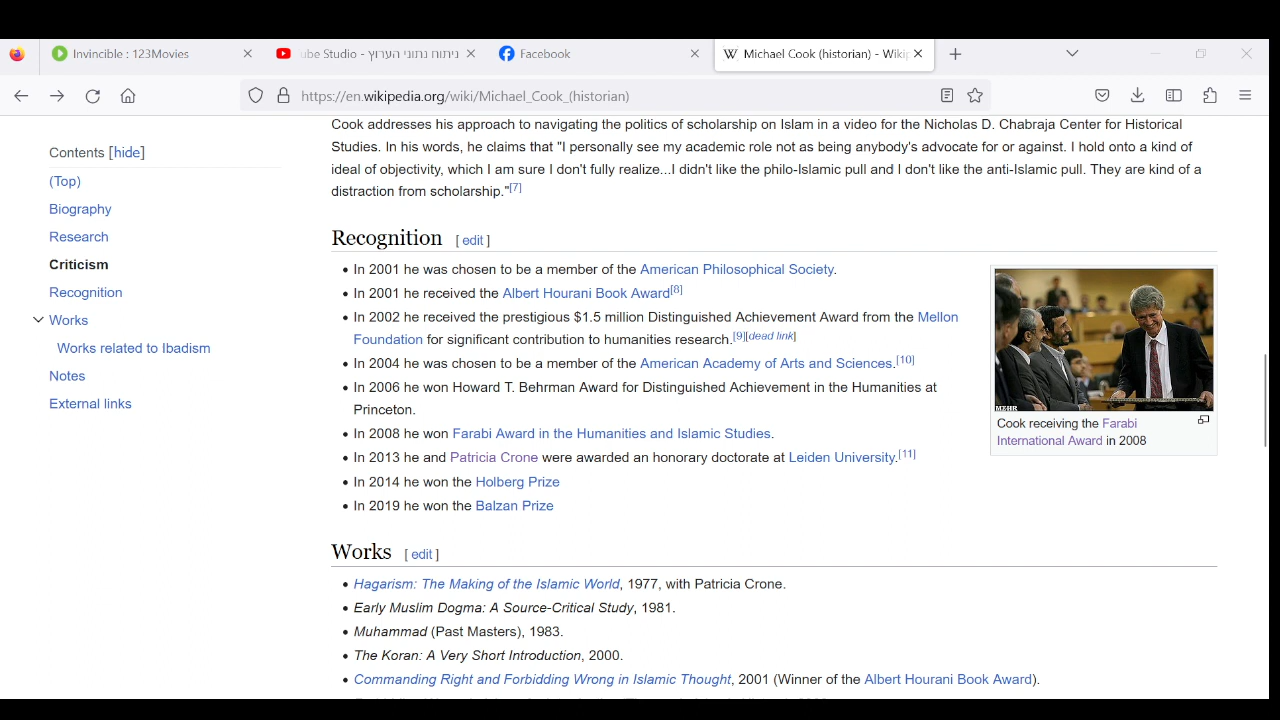 Invincible : 123Movies
ube Studio - ניתוח נתוני הערוץ
Facebook
Michael Cook (historian) - Wikip
https://en.wikipedia.org/wiki/Michael_Cook_(historian)
Contents [hide]
(Top)
Biography
Research
Criticism
Recognition
Works
Works related to Ibadism
Notes
External links
Cook addresses his approach to navigating the politics of scholarship on Islam in a video for the Nicholas D. Chabraja Center for Historical
Studies. In his words, he claims that "I personally see my academic role not as being anybody's advocate for or against. I hold onto a kind of
ideal of objectivity, which I am sure I don't fully realize...I didn't like the philo-Islamic pull and I don't like the anti-Islamic pull. They are kind of a
distraction from scholarship."[7]
Recognition [ edit ]
• In 2001 he was chosen to be a member of the American Philosophical Society.
• In 2001 he received the Albert Hourani Book Award[8]
• In 2002 he received the prestigious $1.5 million Distinguished Achievement Award from the Mellon
Foundation for significant contribution to humanities research.[9][dead link]
• In 2004 he was chosen to be a member of the American Academy of Arts and Sciences.[10]
• In 2006 he won Howard T. Behrman Award for Distinguished Achievement in the Humanities at
Princeton.
• In 2008 he won Farabi Award in the Humanities and Islamic Studies.
• In 2013 he and Patricia Crone were awarded an honorary doctorate at Leiden University.[11]
• In 2014 he won the Holberg Prize
• In 2019 he won the Balzan Prize
MEHR
Cook receiving the Farabi
International Award in 2008
Works [ edit ]
• Hagarism: The Making of the Islamic World, 1977, with Patricia Crone.
• Early Muslim Dogma: A Source-Critical Study, 1981.
• Muhammad (Past Masters), 1983.
• The Koran: A Very Short Introduction, 2000.
• Commanding Right and Forbidding Wrong in Islamic Thought, 2001 (Winner of the Albert Hourani Book Award).